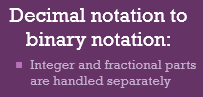 Decimal notation to
binary notation:
Integer and fractional parts
are handled separately